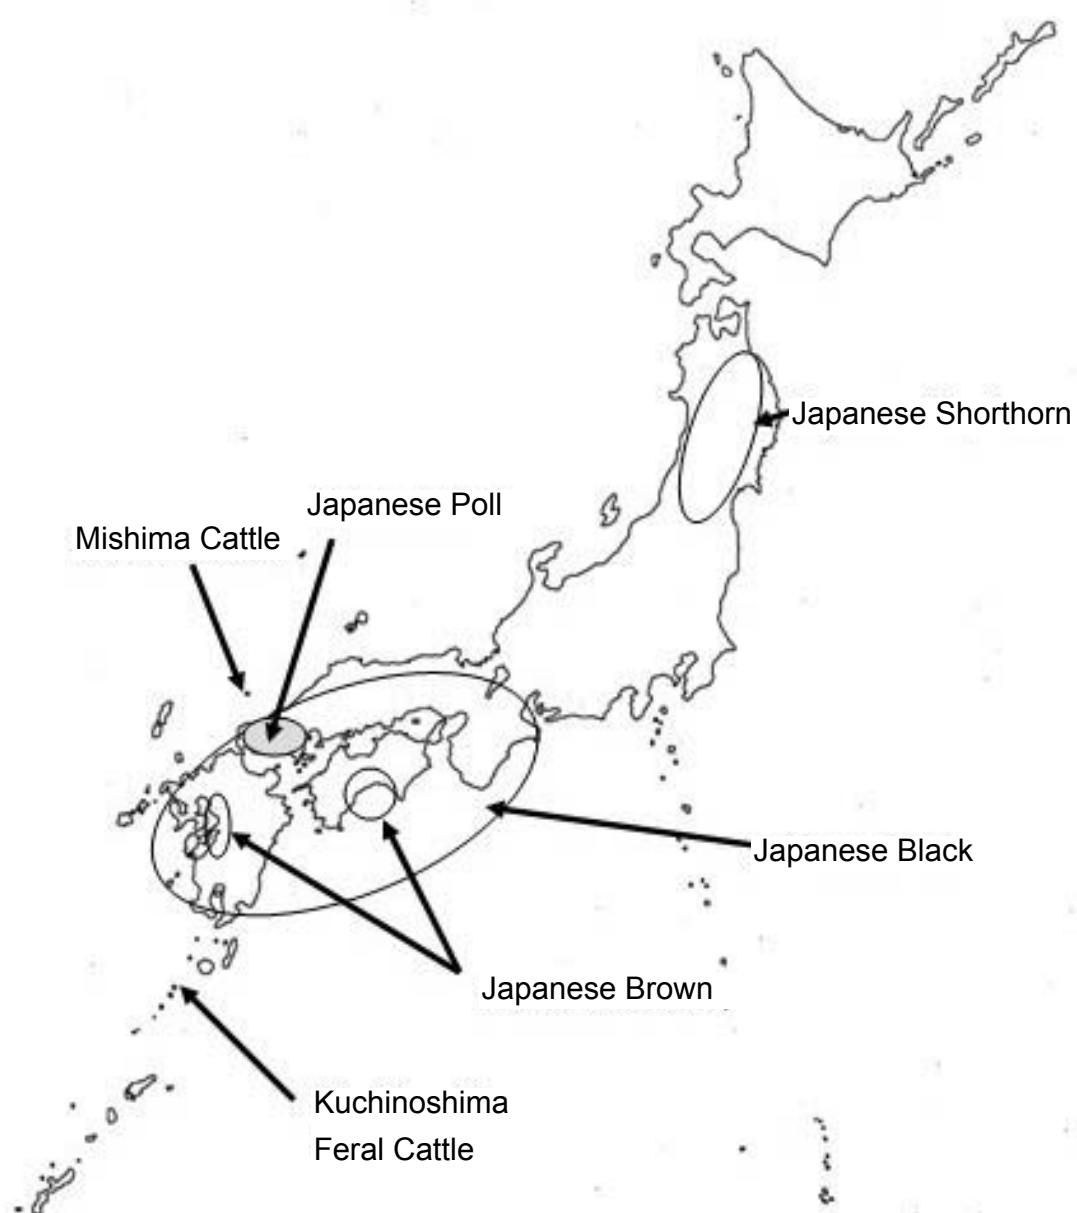 Japanese Shorthorn
Japanese Poll
Mishima Cattle
Japanese Black
Japanese Brown
Kuchinoshima
Feral Cattle